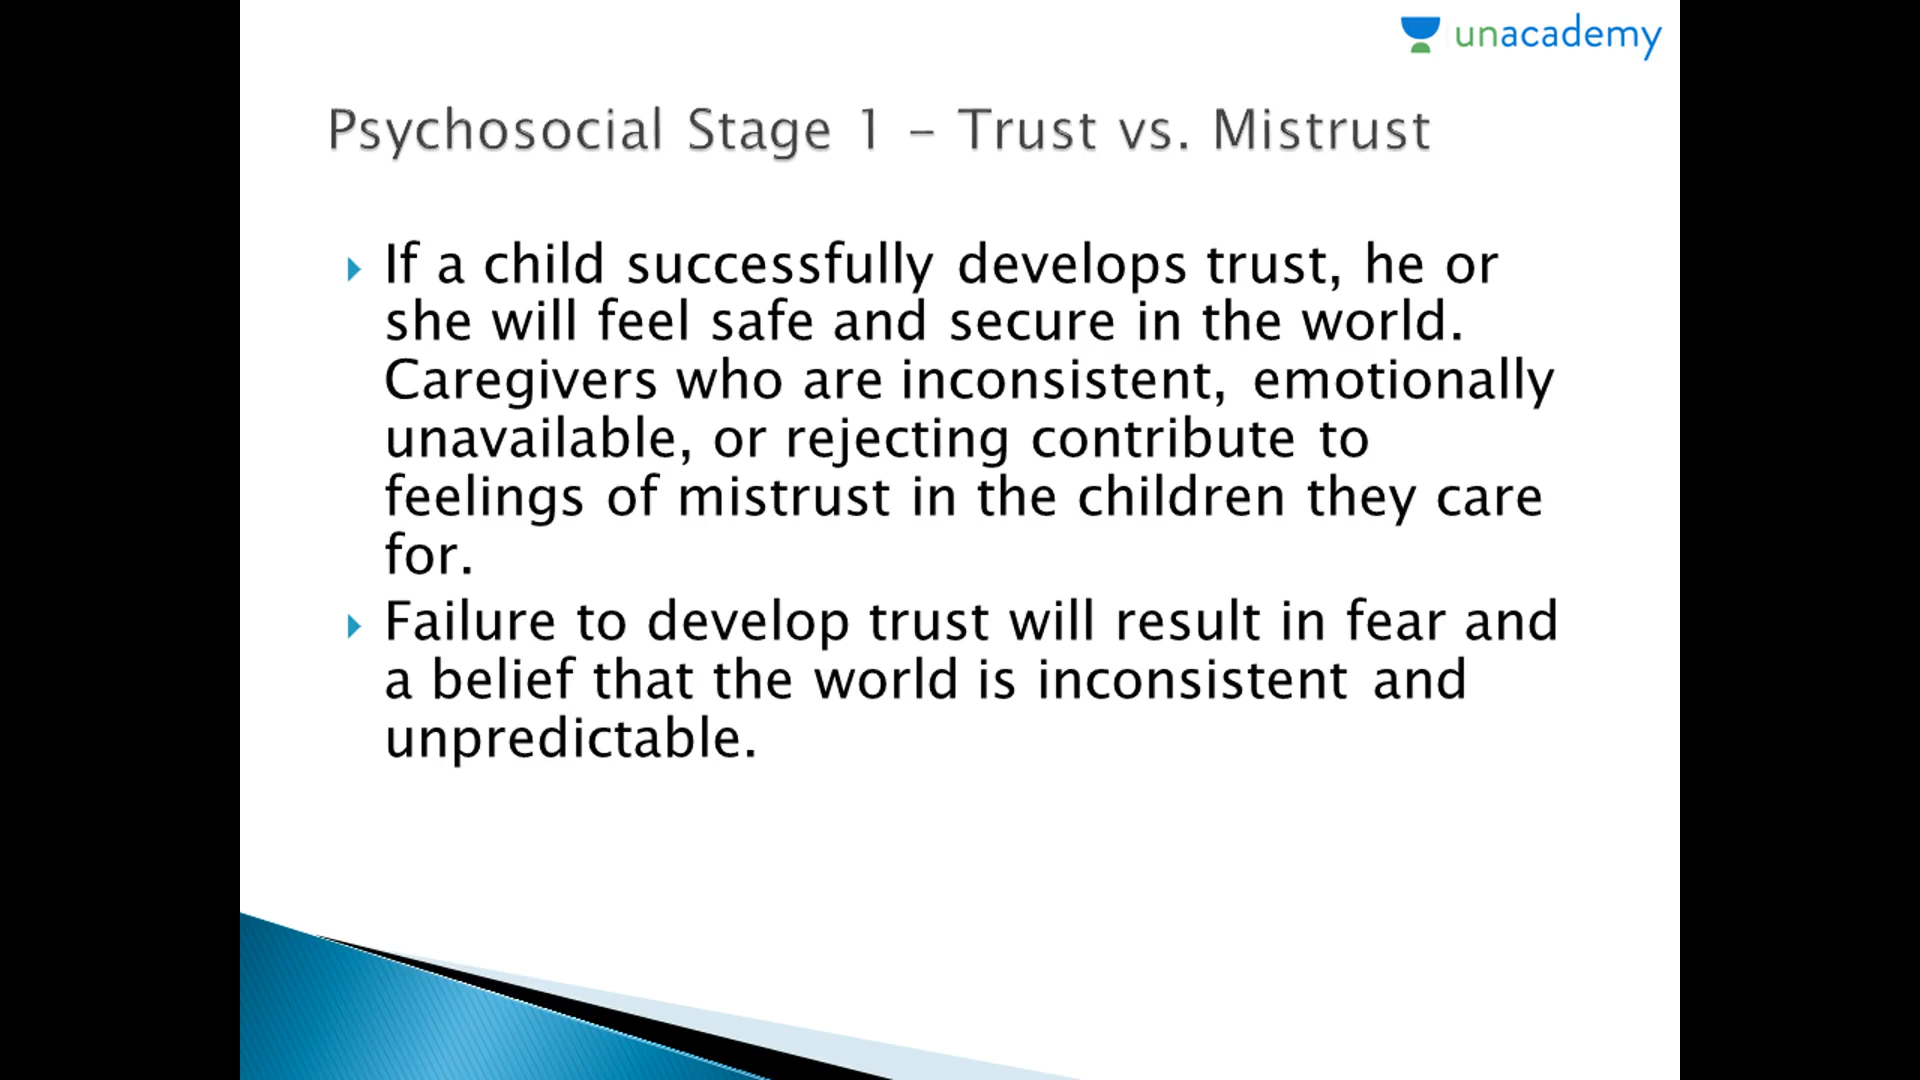 unacademy
Psychosocial Stage 1 – Trust vs. Mistrust
If a child successfully develops trust, he or
she will feel safe and secure in the world.
Caregivers who are inconsistent, emotionally
unavailable, or rejecting contribute to
feelings of mistrust in the children they care
for.
Failure to develop trust will result in fear and
a belief that the world is inconsistent and
unpredictable.